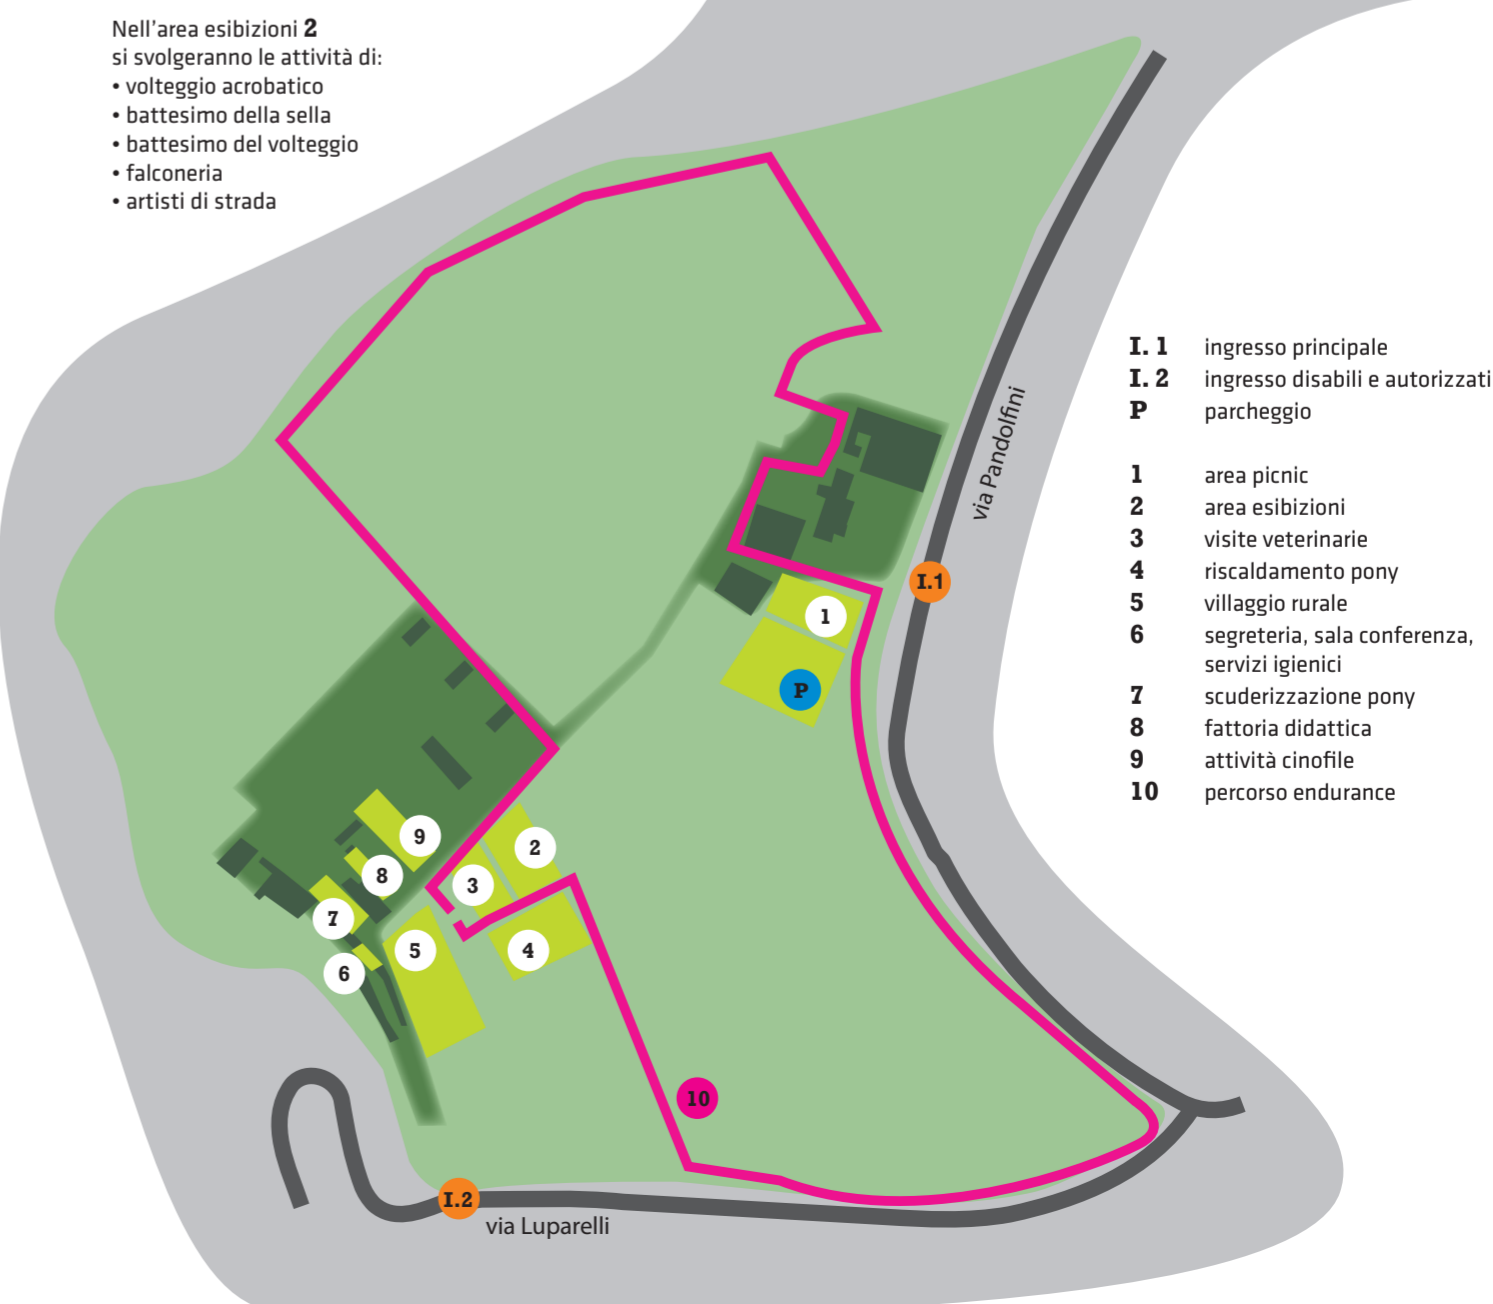 Nell'area esibizioni 2
si svolgeranno le attività di:
• volteggio acrobatico
• battesimo della sella
• battesimo del volteggio
• falconeria
• artisti di strada
I. 1 ingresso principale
I. 2 ingresso disabili e autorizzati
P parcheggio
1 area picnic
2 area esibizioni
3 visite veterinarie
4 riscaldamento pony
5 villaggio rurale
6 segreteria, sala conferenza,
servizi igienici
7 scuderizzazione pony
8 fattoria didattica
9 attività cinofile
10 percorso endurance
via Pandolfini
I.1
1
P
9
2
8
3
7
5
4
6
10
I.2
via Luparelli